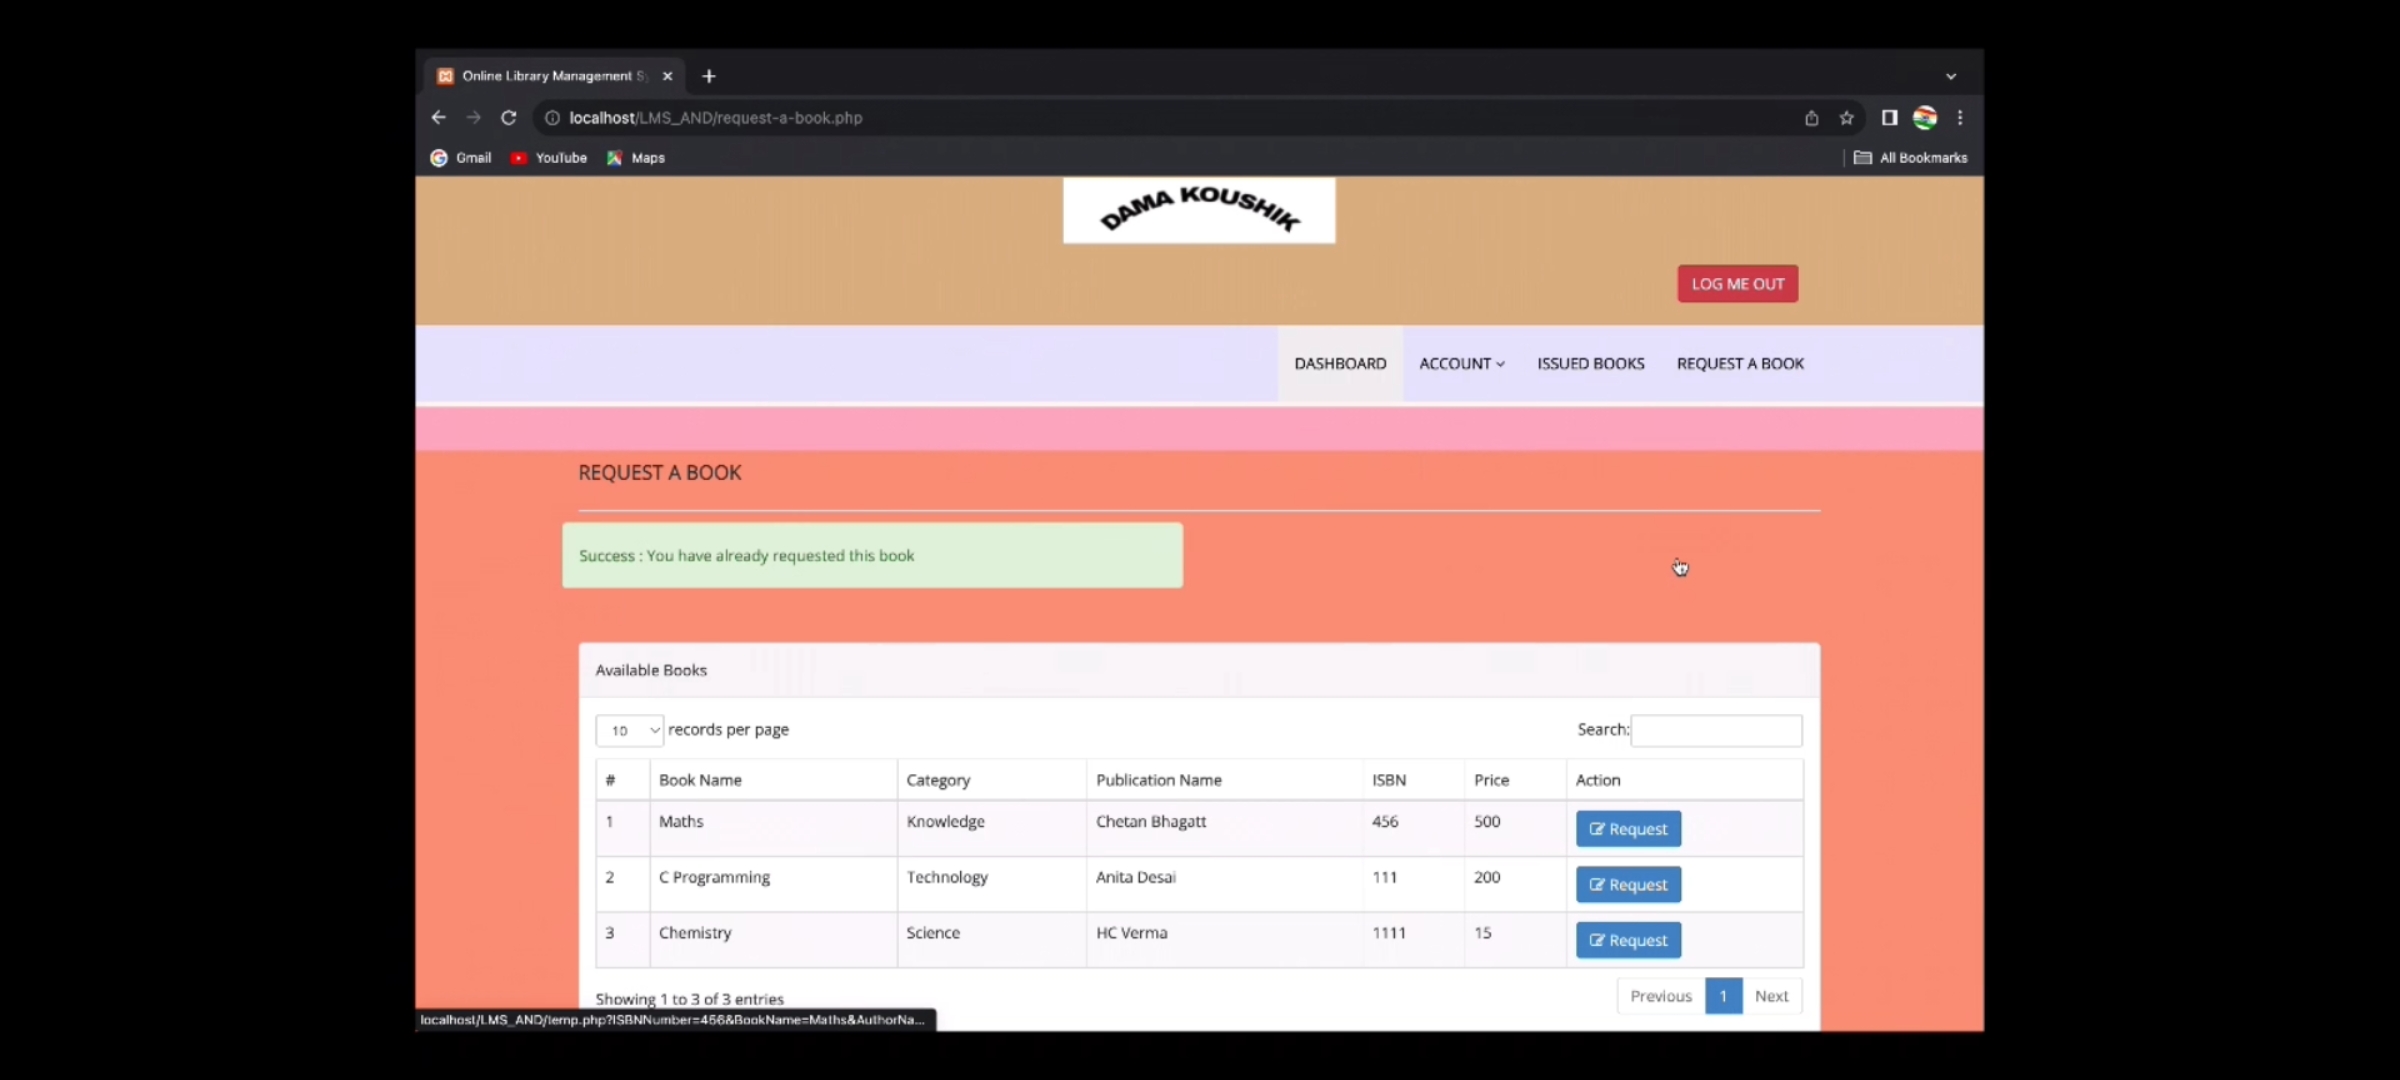 Online Library Management S
localhost/LMS_AND/request-a-book.php
Gmail YouTube Maps All Bookmarks
DAMA KOUSHIK
LOG ME OUT
DASHBOARD ACCOUNT ISSUED BOOKS REQUEST A BOOK
REQUEST A BOOK
Success : You have already requested this book
Available Books
10 records per page Search:
# Book Name Category Publication Name ISBN Price Action
1 Maths Knowledge Chetan Bhagatt 456 500 Request
2 C Programming Technology Anita Desai 111 200 Request
3 Chemistry Science HC Verma 1111 15 Request
Showing 1 to 3 of 3 entries Previous 1 Next
localhost/LMS_AND/temp.php?ISBNNumber=456&BookName=Maths&AuthorNa...